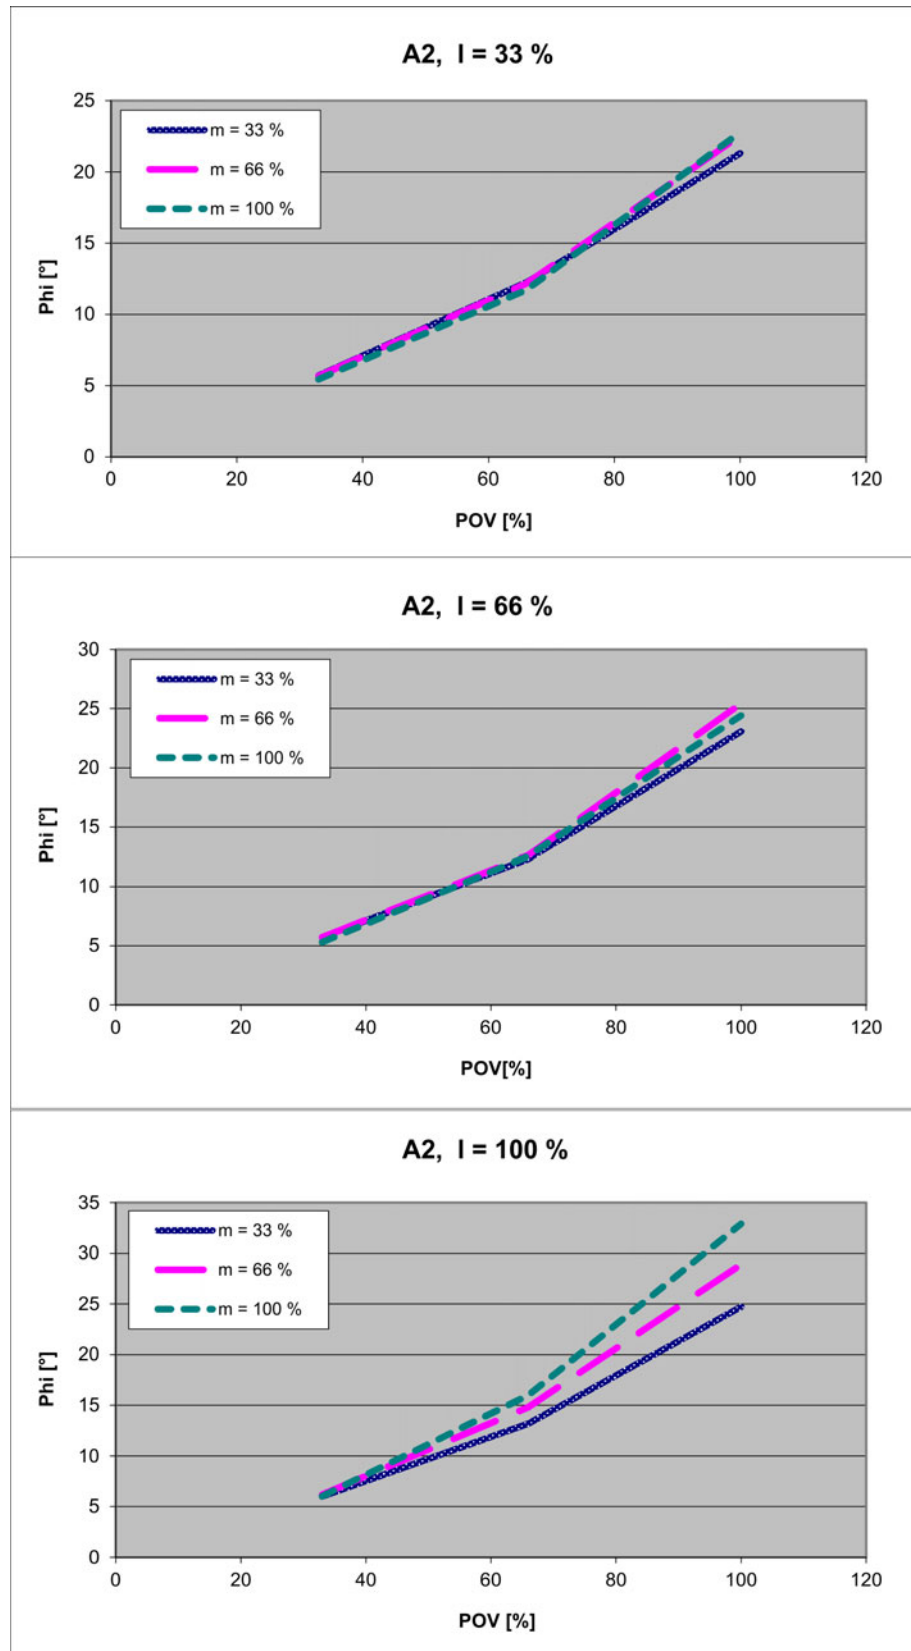 A2, l = 33 %
25
20
15
10
5
0
m = 33 %
m = 66 %
m = 100 %
Phi [°]
0 20 40 60 80 100 120
POV [%]
A2, l = 66 %
30
25
20
15
10
5
0
m = 33 %
m = 66 %
m = 100 %
Phi [°]
0 20 40 60 80 100 120
POV[%]
A2, l = 100 %
35
30
25
20
15
10
5
0
m = 33 %
m = 66 %
m = 100 %
Phi [°]
0 20 40 60 80 100 120
POV [%]